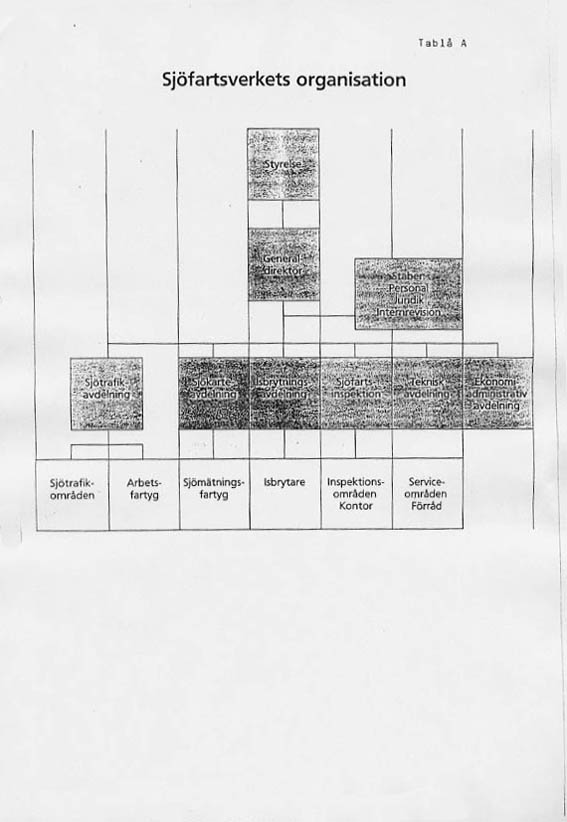 Tablå A
Sjöfartsverkets organisation
Styrelse
General-
direktör
Staber:
Personal
Juridik
Internrevision
Sjötrafik-
avdelning
Sjökarte-
avdelning
Isbrytnings-
avdelning
Sjöfarts-
inspektion
Teknisk
avdelning
Ekonomi-
administrativ
avdelning
Sjötrafik-
områden
Arbets-
fartyg
Sjömätnings-
fartyg
Isbrytare
Inspektions-
områden
Kontor
Service-
områden
Förråd